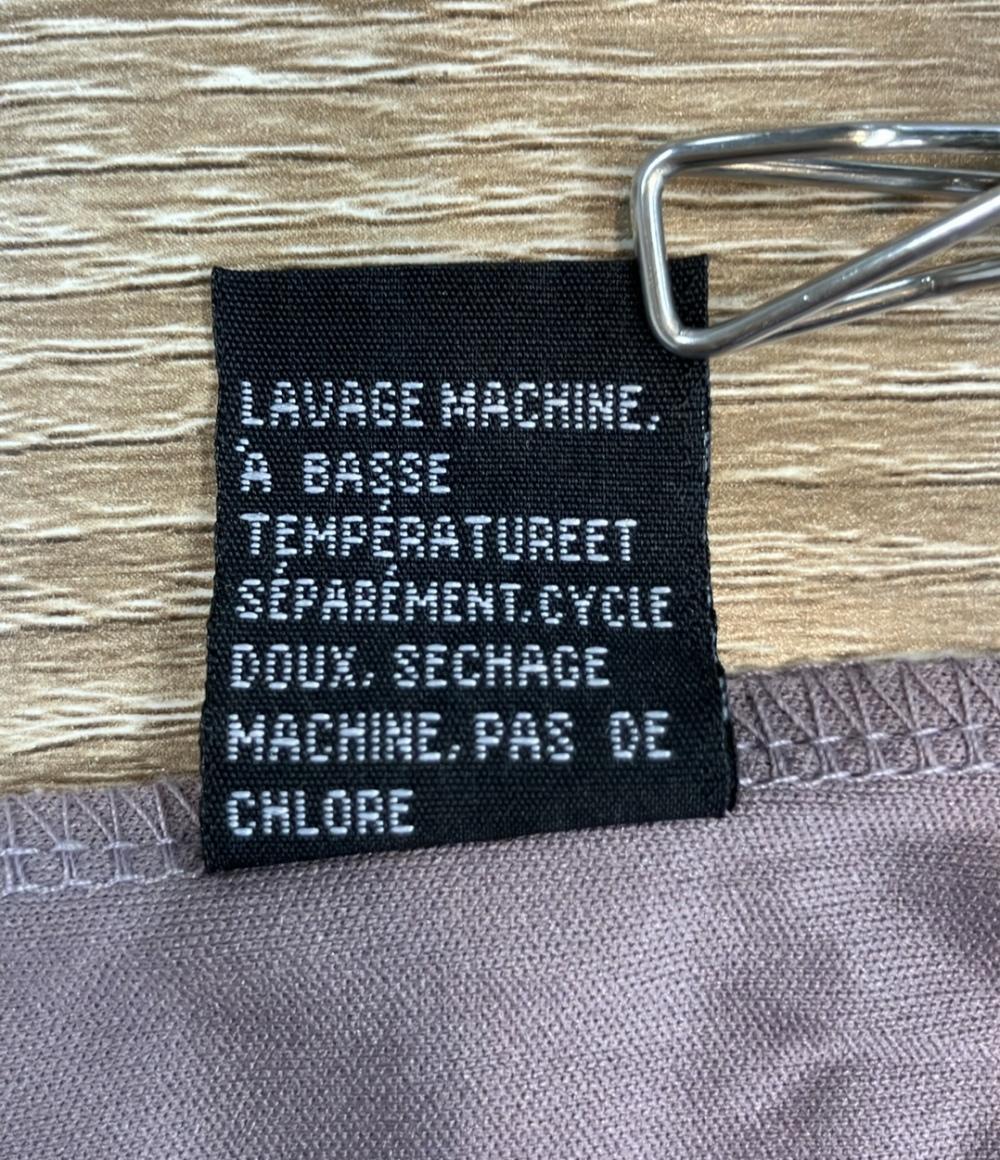 LAVAGE MACHINE,
À BASSE
TEMPÉRATUREET
SÉPARÉMENT.CYCLE
DOUX, SECHAGE
MACHINE, PAS DE
CHLORE